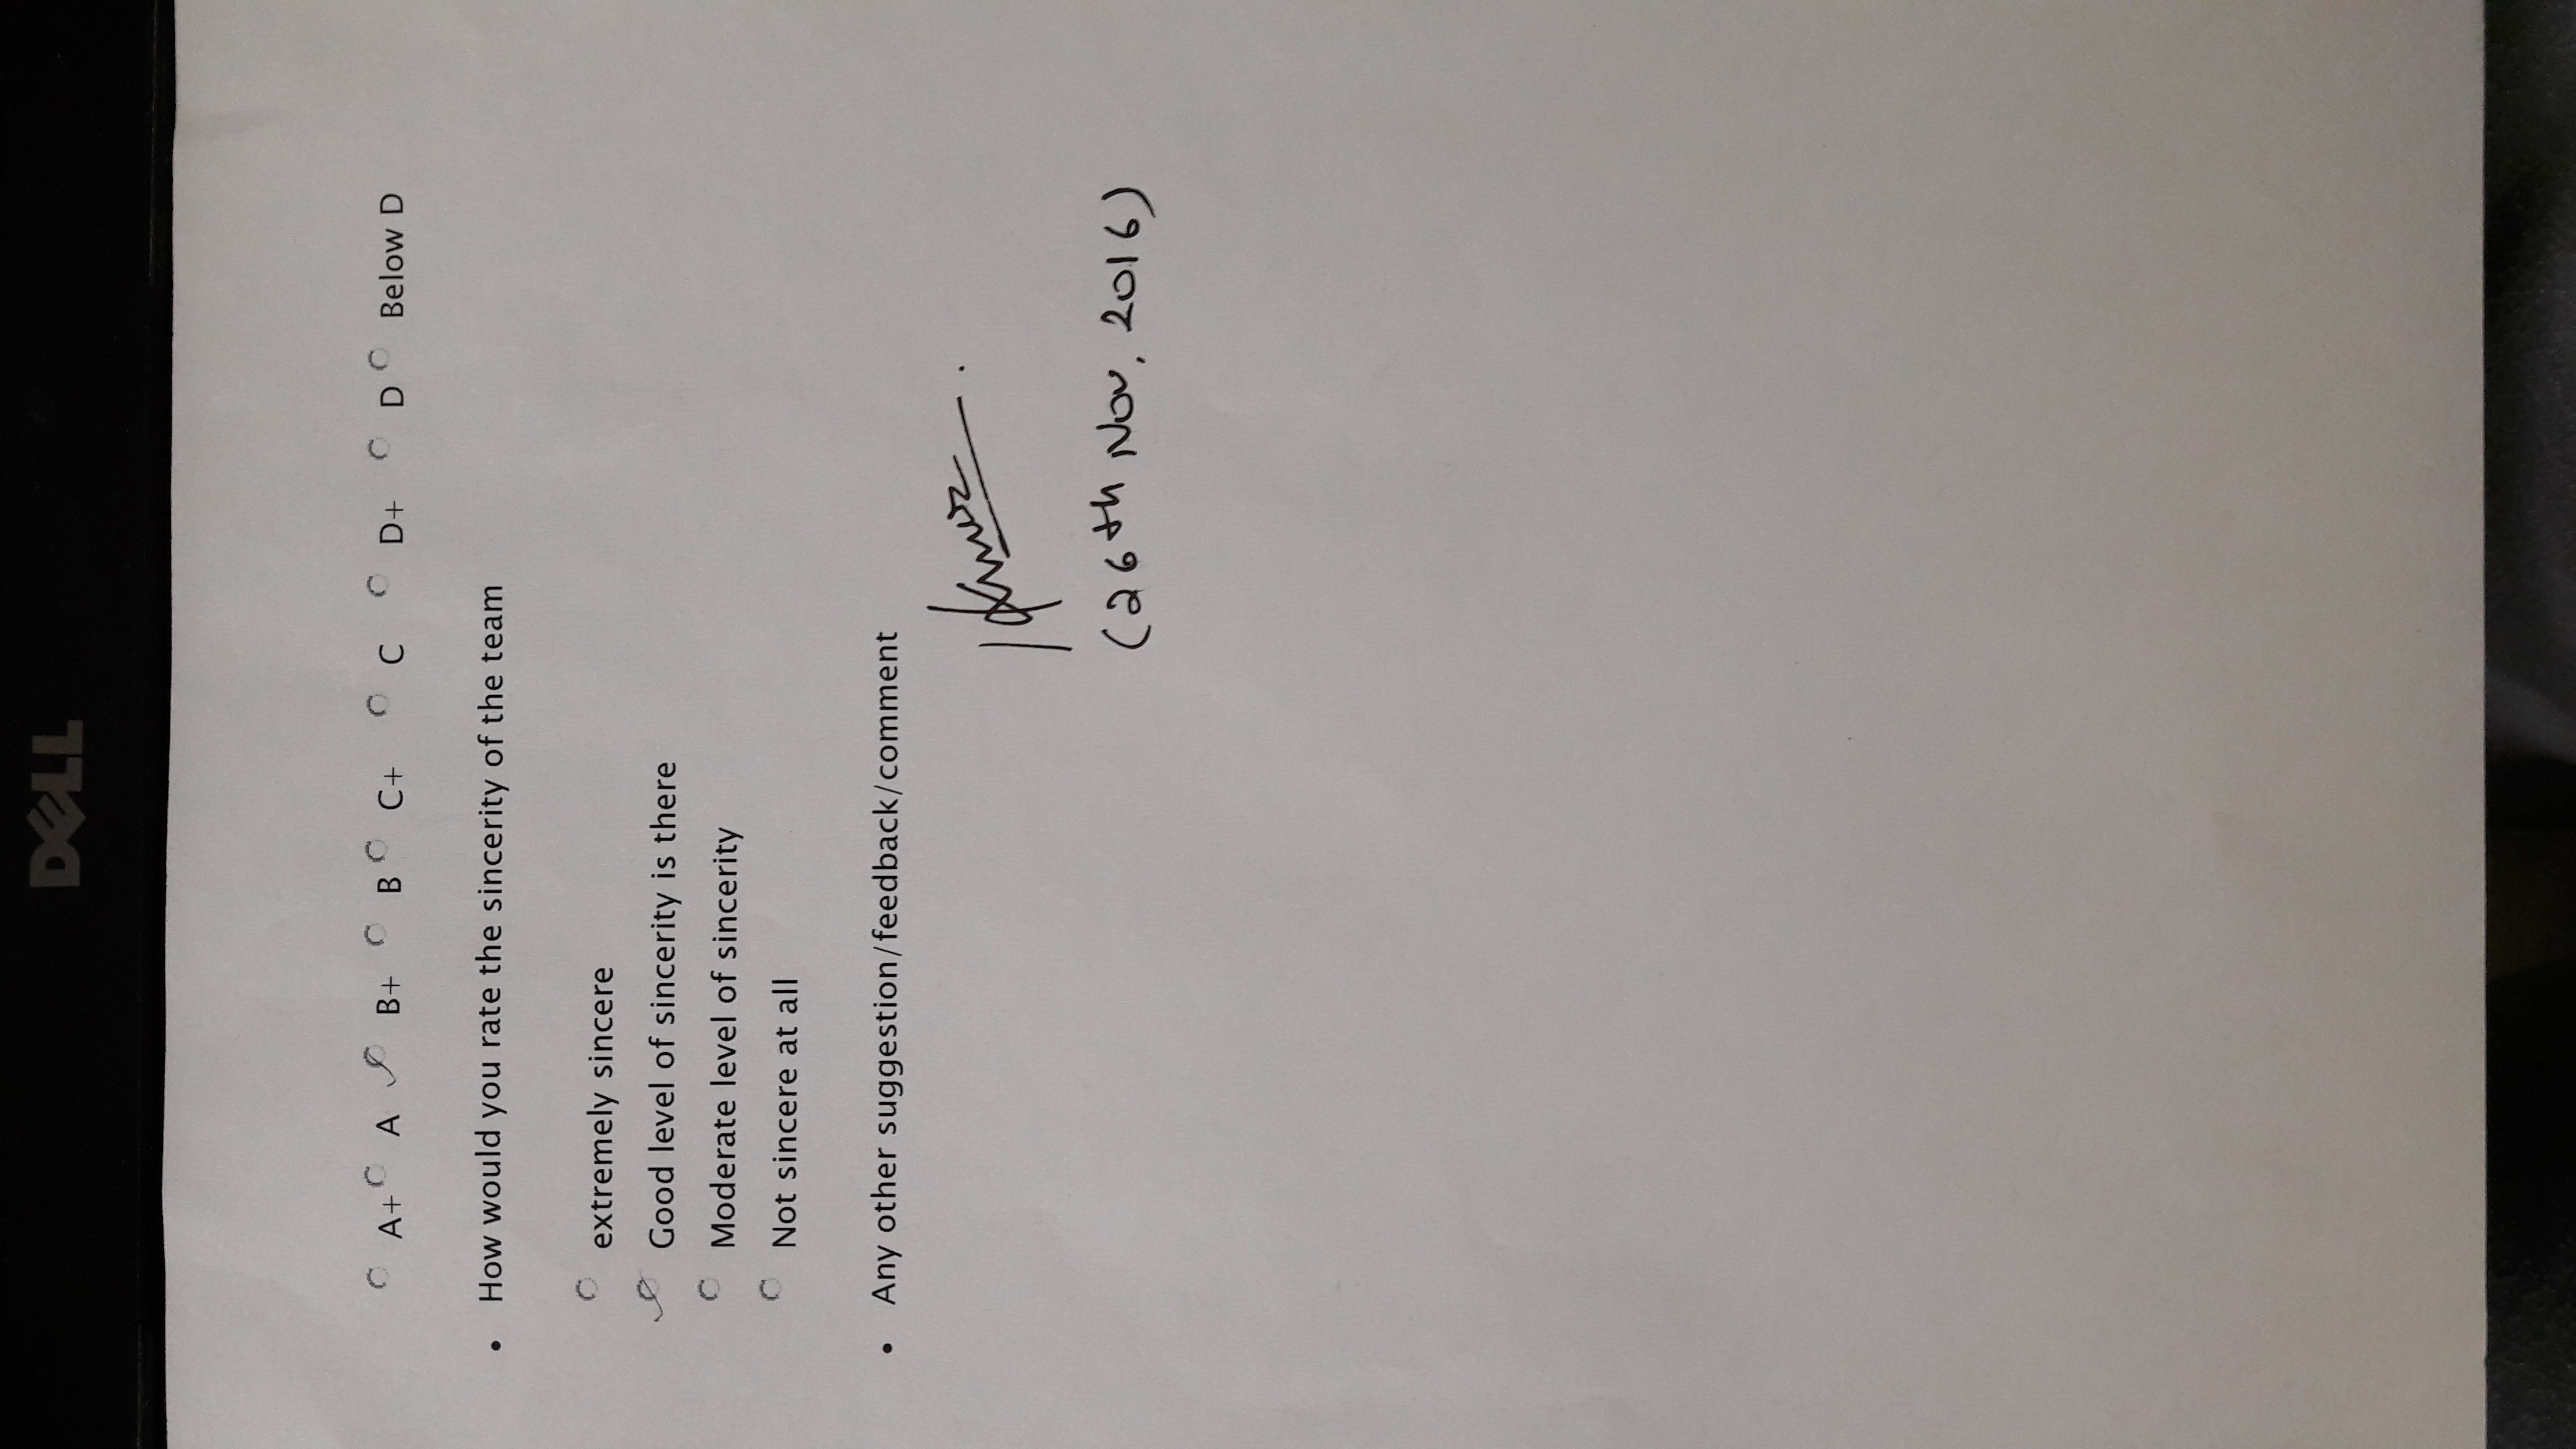 DELL
A+ A B+ B C+ C D+ D Below D
• How would you rate the sincerity of the team
extremely sincere
Good level of sincerity is there
Moderate level of sincerity
Not sincere at all
• Any other suggestion/feedback/comment
(26th Nov, 2016)